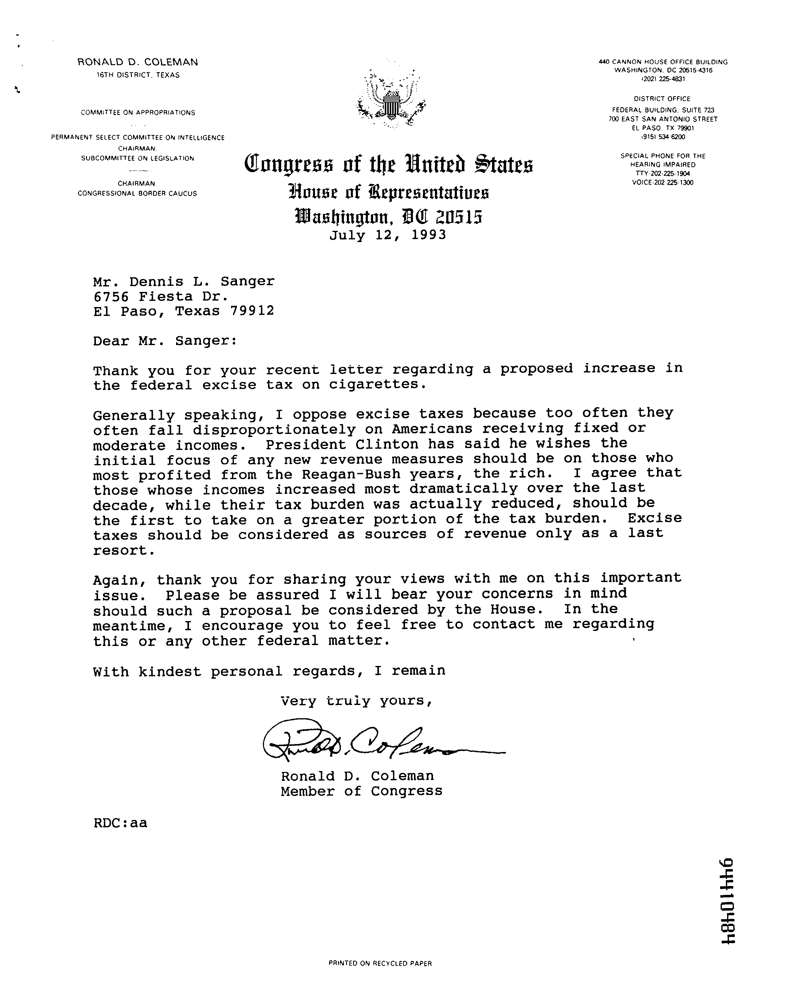 RONALD D. COLEMAN
16TH DISTRICT, TEXAS
COMMITTEE ON APPROPRIATIONS
PERMANENT SELECT COMMITTEE ON INTELLIGENCE
CHAIRMAN,
SUBCOMMITTEE ON LEGISLATION
CHAIRMAN
CONGRESSIONAL BORDER CAUCUS
440 CANNON HOUSE OFFICE BUILDING
WASHINGTON, DC 20515-4316
(202) 225-4831
DISTRICT OFFICE
FEDERAL BUILDING, SUITE 723
700 EAST SAN ANTONIO STREET
EL PASO, TX 79901
(915) 534-6200
SPECIAL PHONE FOR THE
HEARING IMPAIRED
TTY-202-225-1904
VOICE-202-225-1300
Congress of the United States
House of Representatives
Washington, DC 20515
July 12, 1993
Mr. Dennis L. Sanger
6756 Fiesta Dr.
El Paso, Texas 79912
Dear Mr. Sanger:
Thank you for your recent letter regarding a proposed increase in
the federal excise tax on cigarettes.
Generally speaking, I oppose excise taxes because too often they
often fall disproportionately on Americans receiving fixed or
moderate incomes.  President Clinton has said he wishes the
initial focus of any new revenue measures should be on those who
most profited from the Reagan-Bush years, the rich.  I agree that
those whose incomes increased most dramatically over the last
decade, while their tax burden was actually reduced, should be
the first to take on a greater portion of the tax burden.  Excise
taxes should be considered as sources of revenue only as a last
resort.
Again, thank you for sharing your views with me on this important
issue.  Please be assured I will bear your concerns in mind
should such a proposal be considered by the House.  In the
meantime, I encourage you to feel free to contact me regarding
this or any other federal matter.
With kindest personal regards, I remain
Very truly yours,
Ronald D. Coleman
Ronald D. Coleman
Member of Congress
RDC:aa
94410484
PRINTED ON RECYCLED PAPER